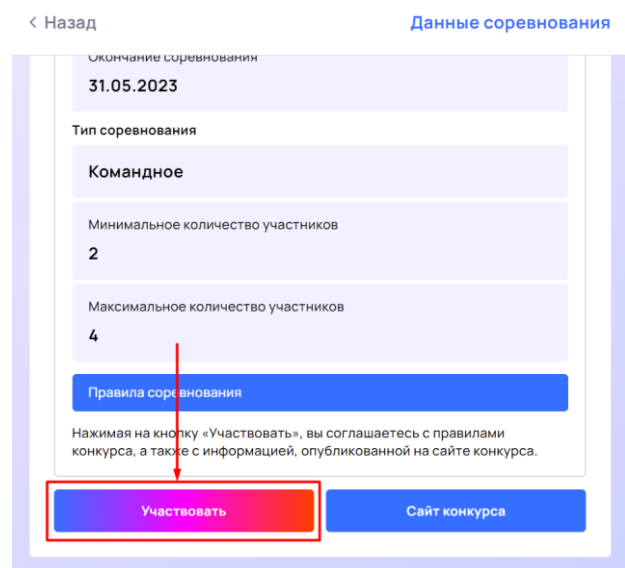 < Назад
Данные соревнования
Окончание соревнования
31.05.2023
Тип соревнования
Командное
Минимальное количество участников
2
Максимальное количество участников
4
Правила соревнования
Нажимая на кнопку «Участвовать», вы соглашаетесь с правилами
конкурса, а также с информацией, опубликованной на сайте конкурса.
Участвовать
Сайт конкурса